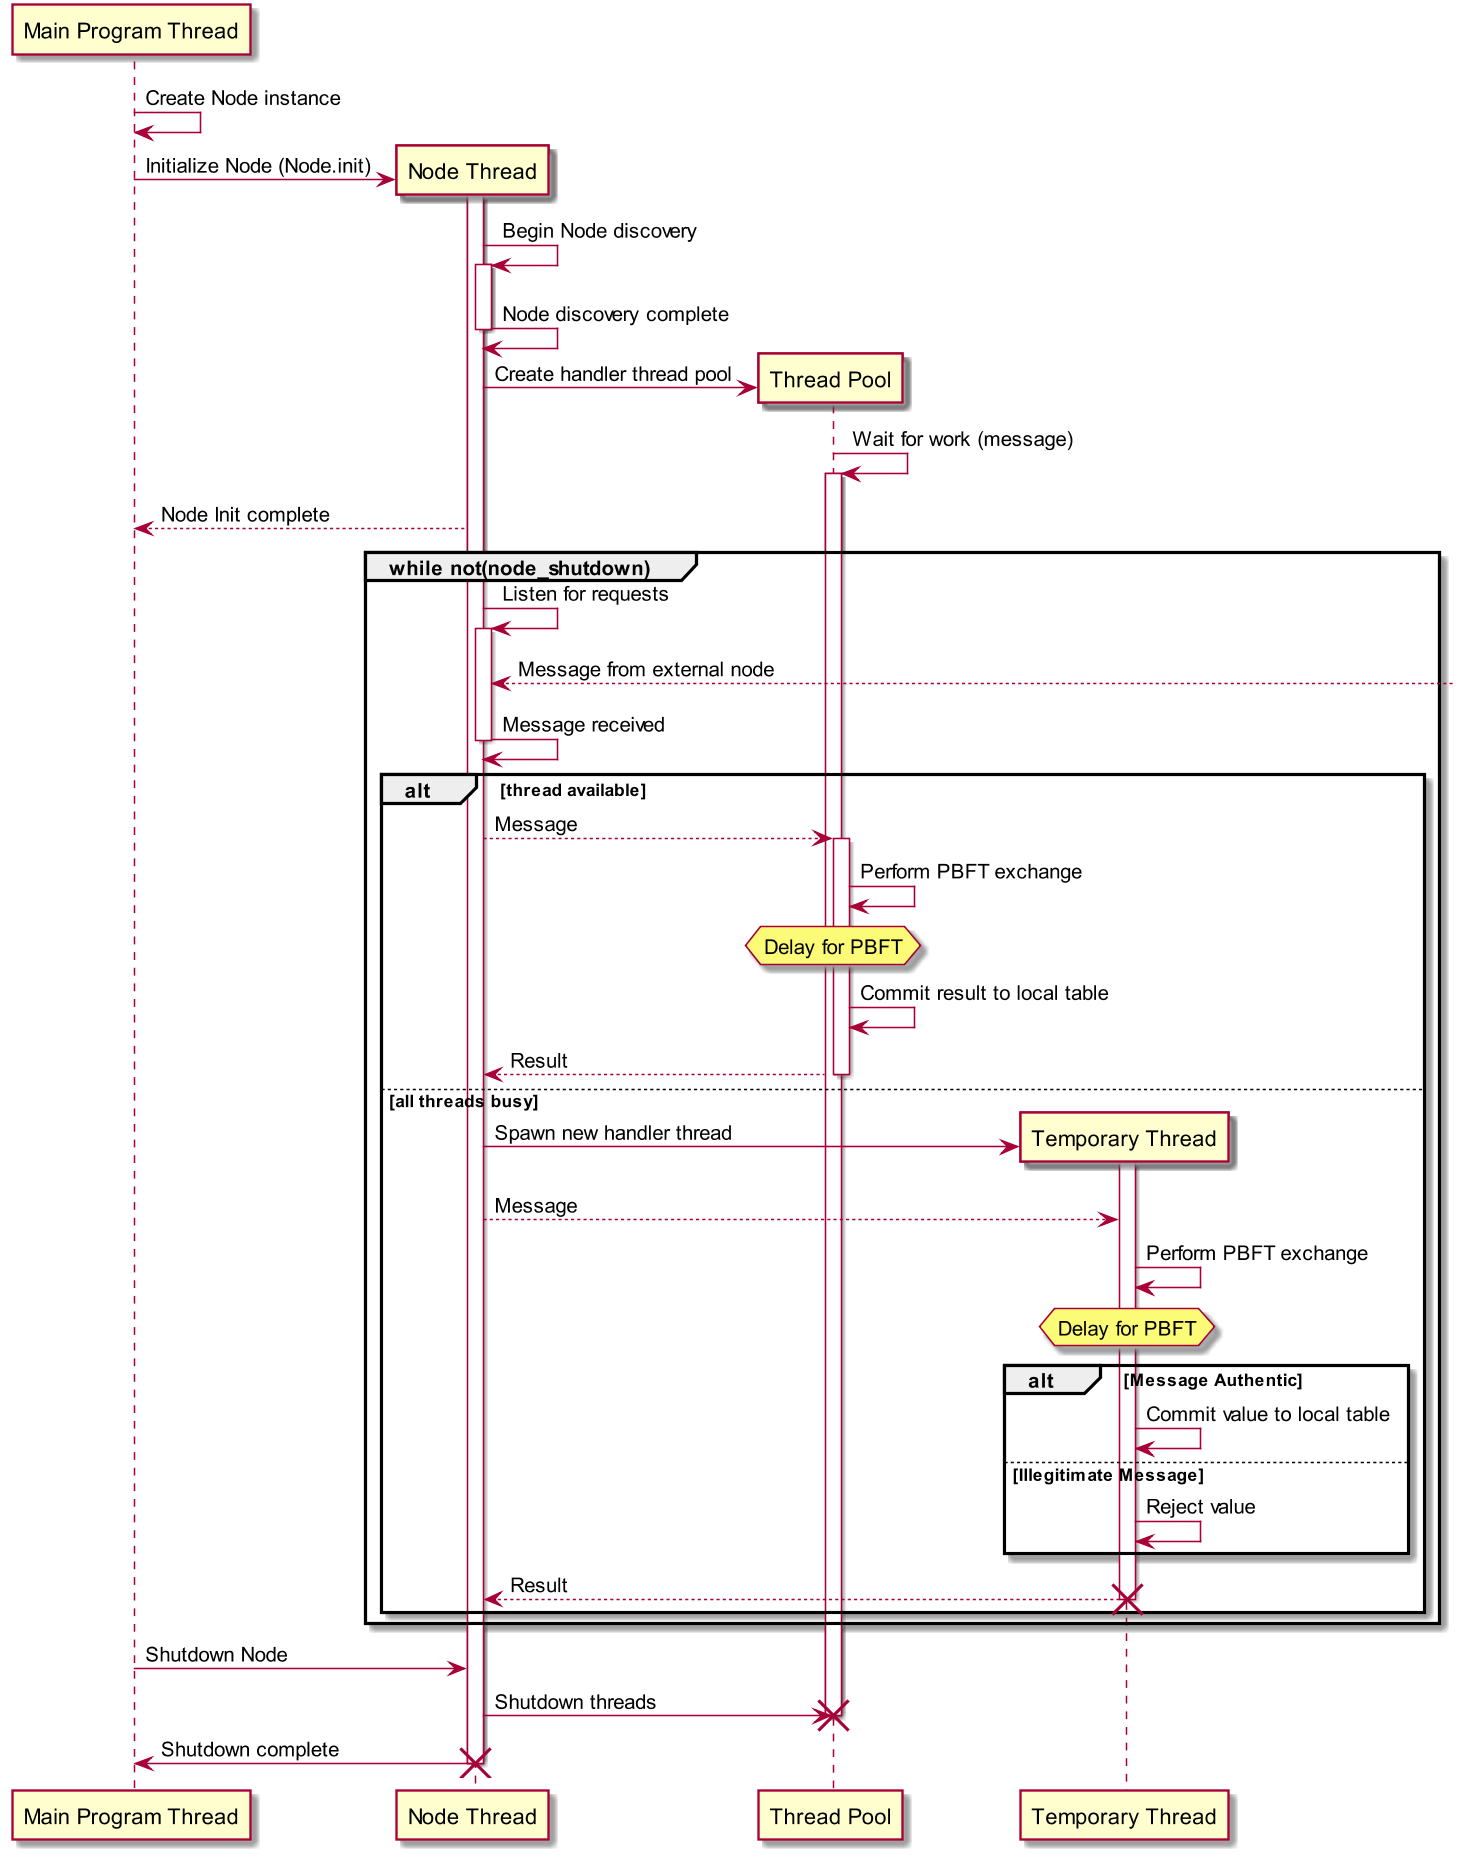 Main Program Thread
Create Node instance
Initialize Node (Node.init)
Node Thread
Begin Node discovery
Node discovery complete
Create handler thread pool
Thread Pool
Wait for work (message)
Node Init complete
while not(node_shutdown)
Listen for requests
Message from external node
Message received
alt [thread available]
Message
Perform PBFT exchange
Delay for PBFT
Commit result to local table
Result
[all threads busy]
Spawn new handler thread
Temporary Thread
Message
Perform PBFT exchange
Delay for PBFT
alt [Message Authentic]
Commit value to local table
[Illegitimate Message]
Reject value
Result
Shutdown Node
Shutdown threads
Shutdown complete
Main Program Thread Node Thread Thread Pool Temporary Thread